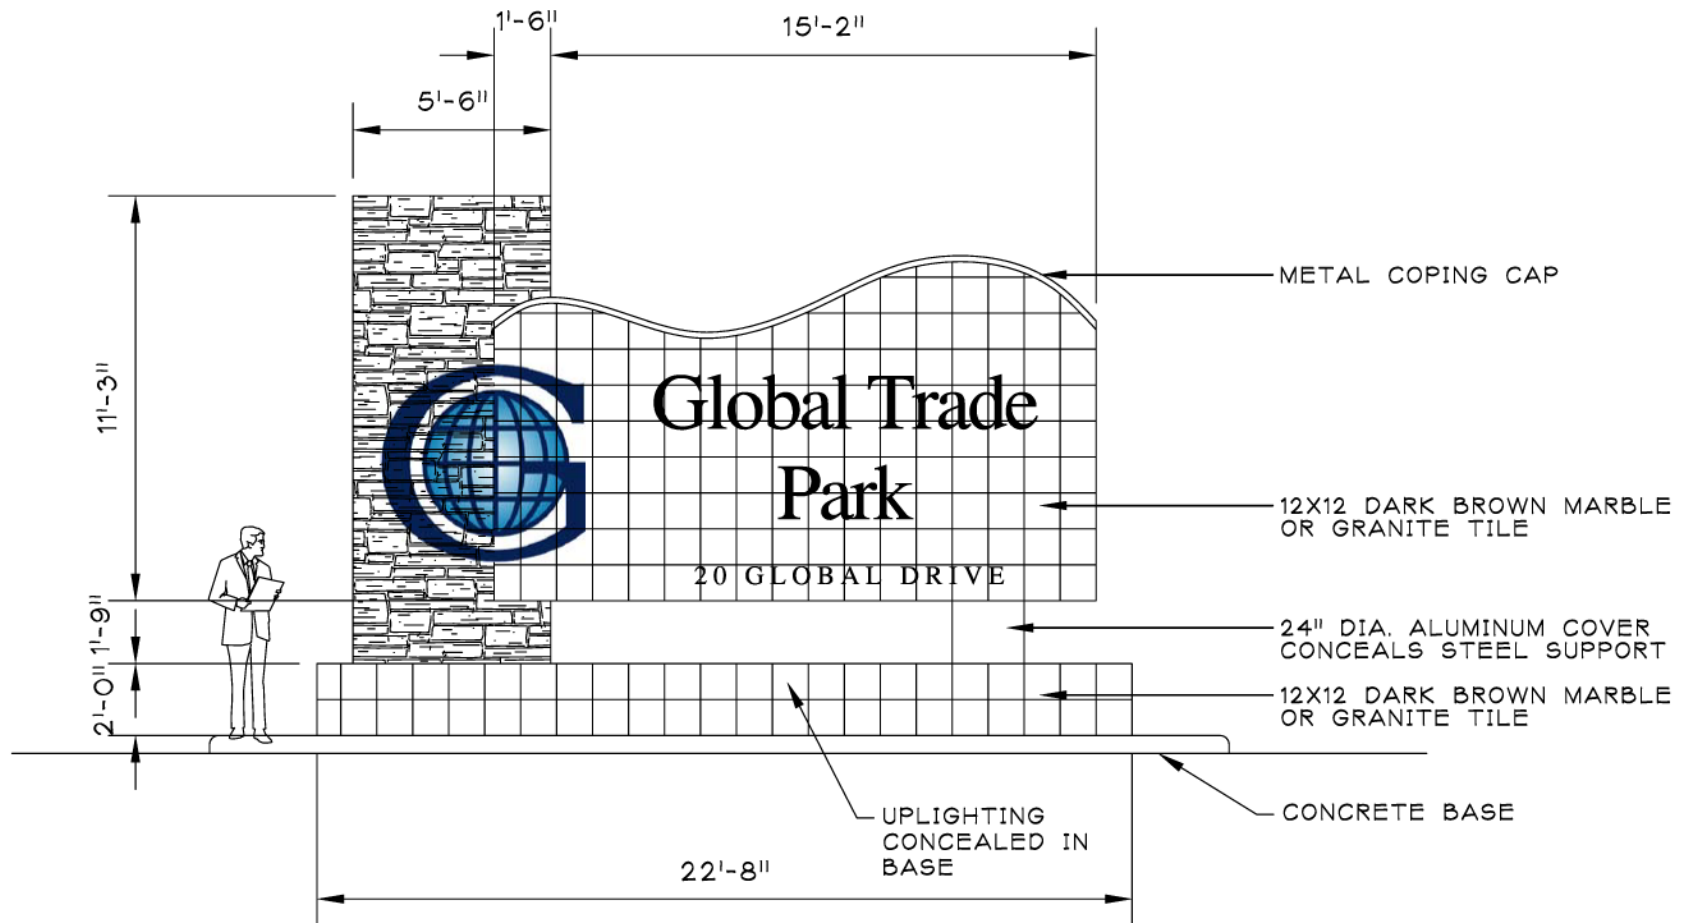 1'-6"
15'-2"
5'-6"
METAL COPING CAP
11'-3"
Global Trade
Park
12X12 DARK BROWN MARBLE
OR GRANITE TILE
20 GLOBAL DRIVE
1'-9"
24" DIA. ALUMINUM COVER
CONCEALS STEEL SUPPORT
2'-0"
12X12 DARK BROWN MARBLE
OR GRANITE TILE
UPLIGHTING
CONCEALED IN
BASE
CONCRETE BASE
22'-8"